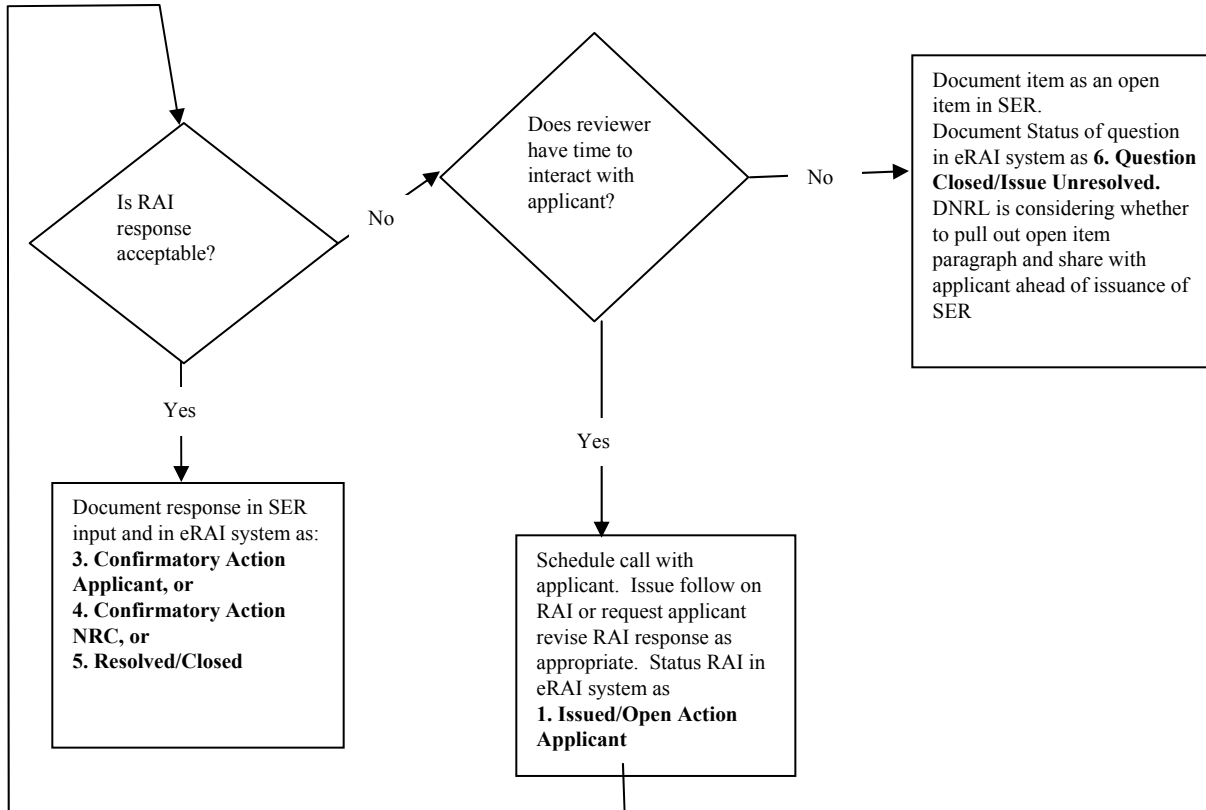 Is RAI
response
acceptable?
No
Does reviewer
have time to
interact with
applicant?
No
Document item as an open
item in SER.
Document Status of question
in eRAI system as 6. Question
Closed/Issue Unresolved.
DNRL is considering whether
to pull out open item
paragraph and share with
applicant ahead of issuance of
SER
Yes
Yes
Document response in SER
input and in eRAI system as:
3. Confirmatory Action
Applicant, or
4. Confirmatory Action
NRC, or
5. Resolved/Closed
Schedule call with
applicant.  Issue follow on
RAI or request applicant
revise RAI response as
appropriate.  Status RAI in
eRAI system as
1. Issued/Open Action
Applicant